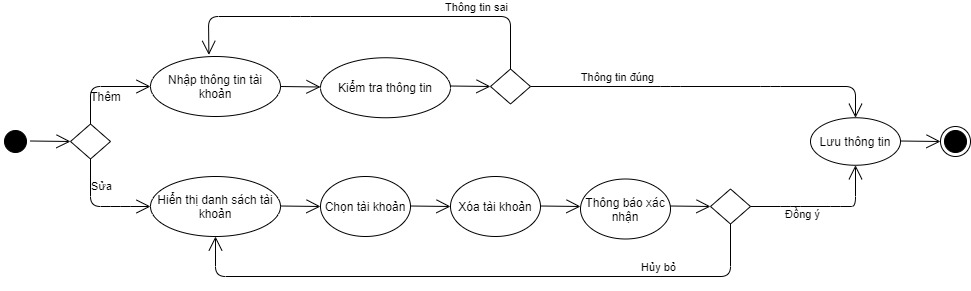 Thông tin sai
Nhập thông tin tài
khoản
Kiểm tra thông tin
Thông tin đúng
Thêm
Lưu thông tin
Sửa
Hiển thị danh sách tài
khoản
Chọn tài khoản
Xóa tài khoản
Thông báo xác
nhận
Đồng ý
Hủy bỏ